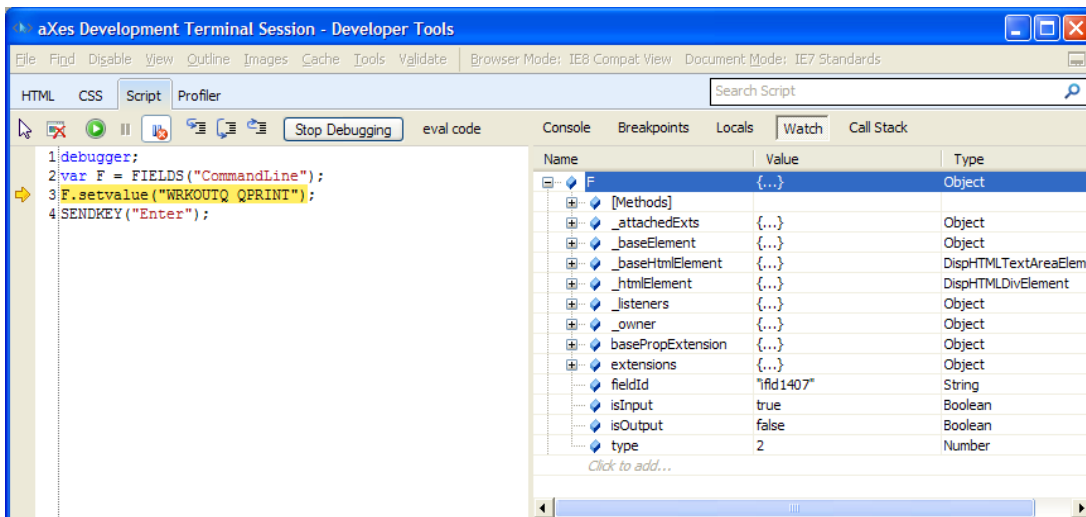 aXes Development Terminal Session - Developer Tools
File Find Disable View Outline Images Cache Tools Validate Browser Mode: IE8 Compat View Document Mode: IE7 Standards
HTML CSS Script Profiler Search Script
Stop Debugging eval code Console Breakpoints Locals Watch Call Stack
Name Value Type
1 debugger;
2 var F = FIELDS("CommandLine");
3 F.setvalue("WRKOUTQ QPRINT");
4 SENDKEY("Enter");
F {...} Object
[Methods]
_attachedExts {...} Object
_baseElement {...} Object
_baseHtmlElement {...} DispHTMLTextAreaElem
_htmlElement {...} DispHTMLDivElement
_listeners {...} Object
_owner {...} Object
basePropExtension {...} Object
extensions {...} Object
fieldId "ifld1407" String
isInput true Boolean
isOutput false Boolean
type 2 Number
Click to add...